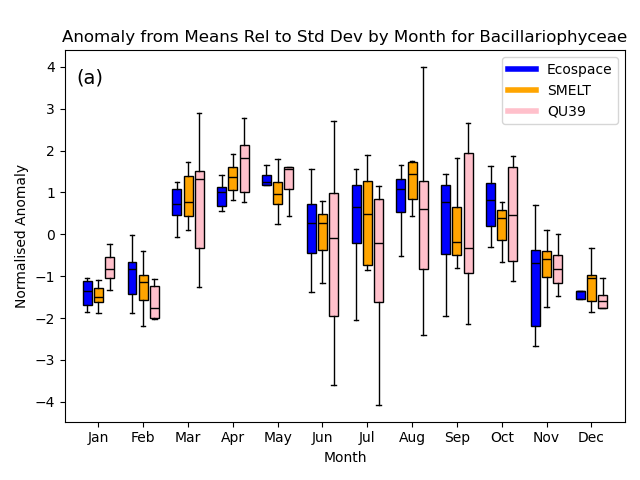 Anomaly from Means Rel to Std Dev by Month for Bacillariophyceae
(a)
Ecospace
SMELT
QU39
Normalised Anomaly
4
3
2
1
0
−1
−2
−3
−4
Jan Feb Mar Apr May Jun Jul Aug Sep Oct Nov Dec
Month